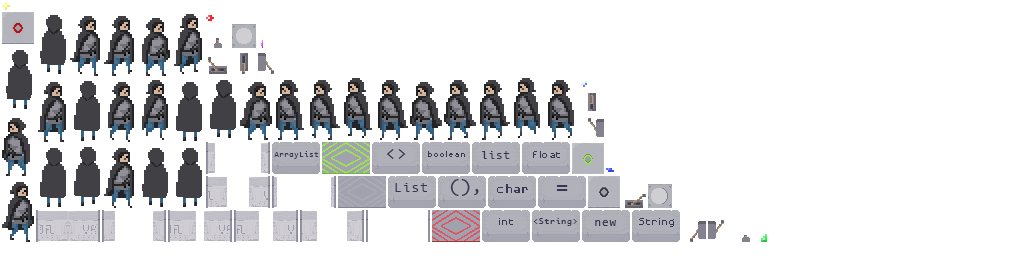 ArrayList <> boolean list float
List (), char =
int <String> new String